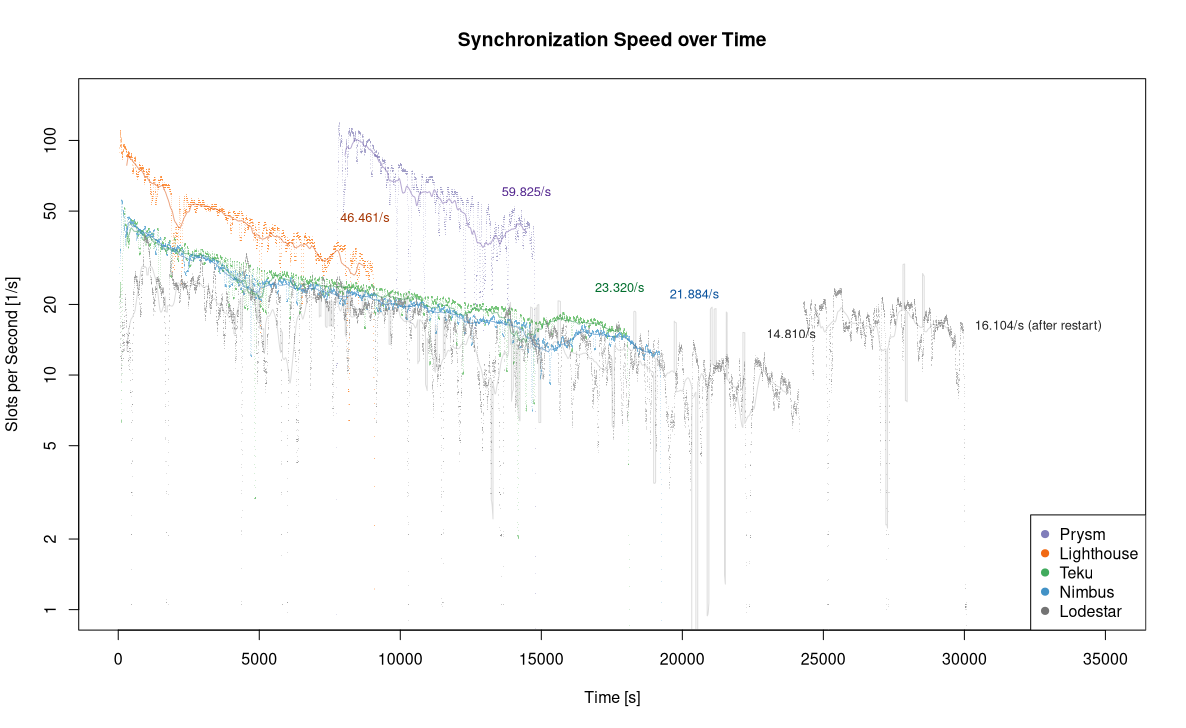 Synchronization Speed over Time
Slots per Second [1/s]
100
50
20
10
5
2
1
59.825/s
46.461/s
23.320/s
21.884/s
14.810/s
16.104/s (after restart)
Prysm
Lighthouse
Teku
Nimbus
Lodestar
0 5000 10000 15000 20000 25000 30000 35000
Time [s]